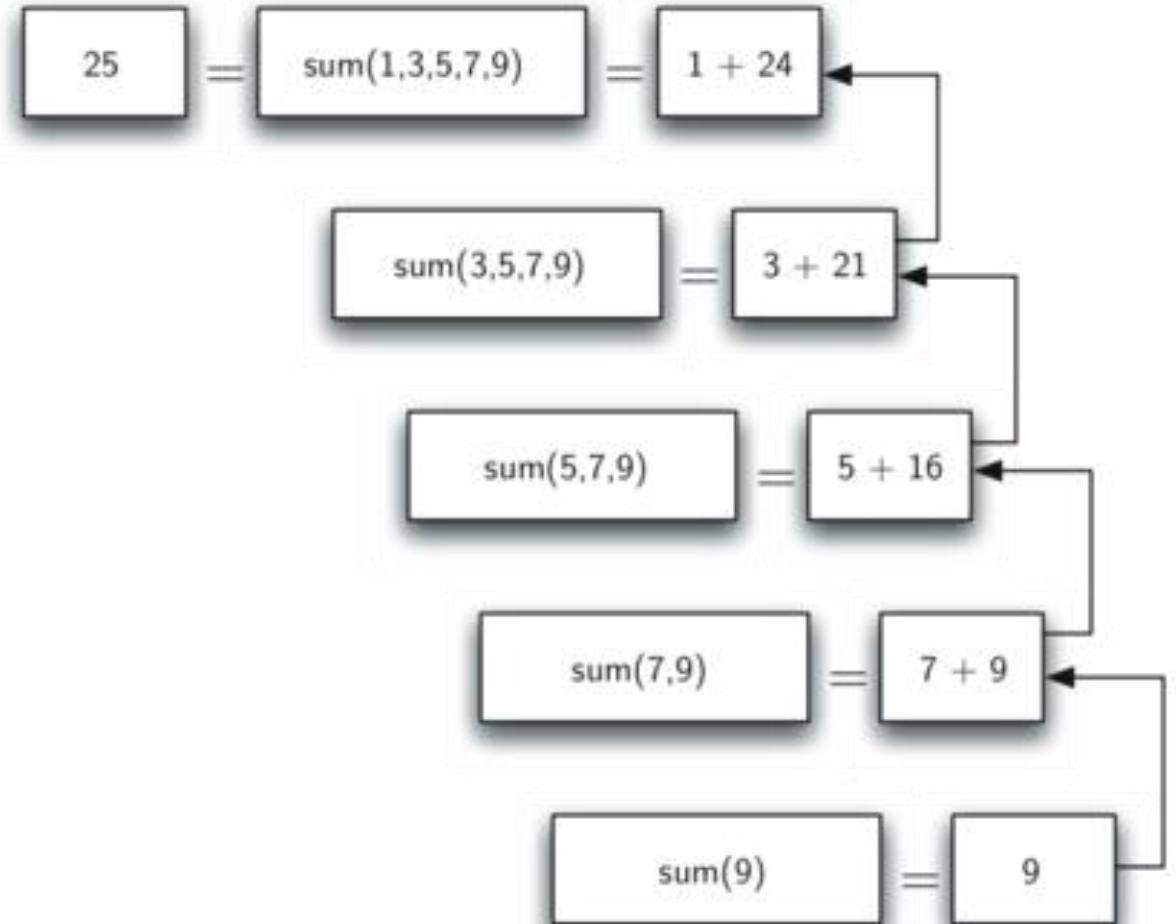 25 = sum(1,3,5,7,9) = 1 + 24
sum(3,5,7,9) = 3 + 21
sum(5,7,9) = 5 + 16
sum(7,9) = 7 + 9
sum(9) = 9